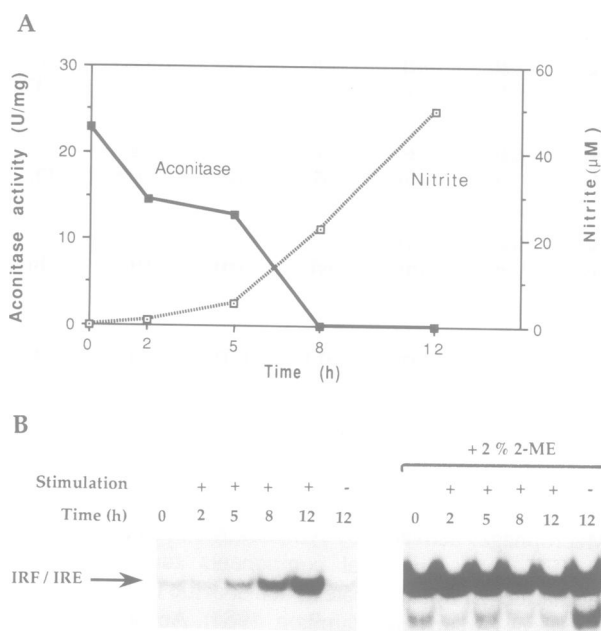 A
Aconitase activity (U/mg)
30
20
10
0
Aconitase
Nitrite
60
40
20
0
Nitrite (μM)
0 2 5 8 12
Time (h)
B
+ 2 % 2-ME
Stimulation + + + + - + + + + -
Time (h) 0 2 5 8 12 12 0 2 5 8 12 12
IRF / IRE